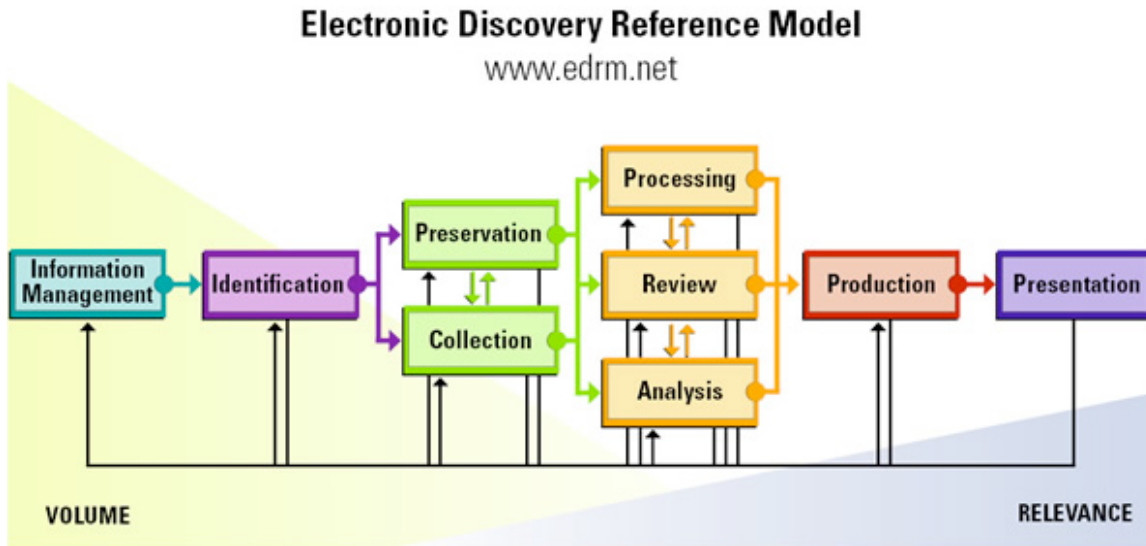 Electronic Discovery Reference Model
www.edrm.net
Processing
Preservation
Information
Management
Identification
Review
Production
Presentation
Collection
Analysis
VOLUME
RELEVANCE